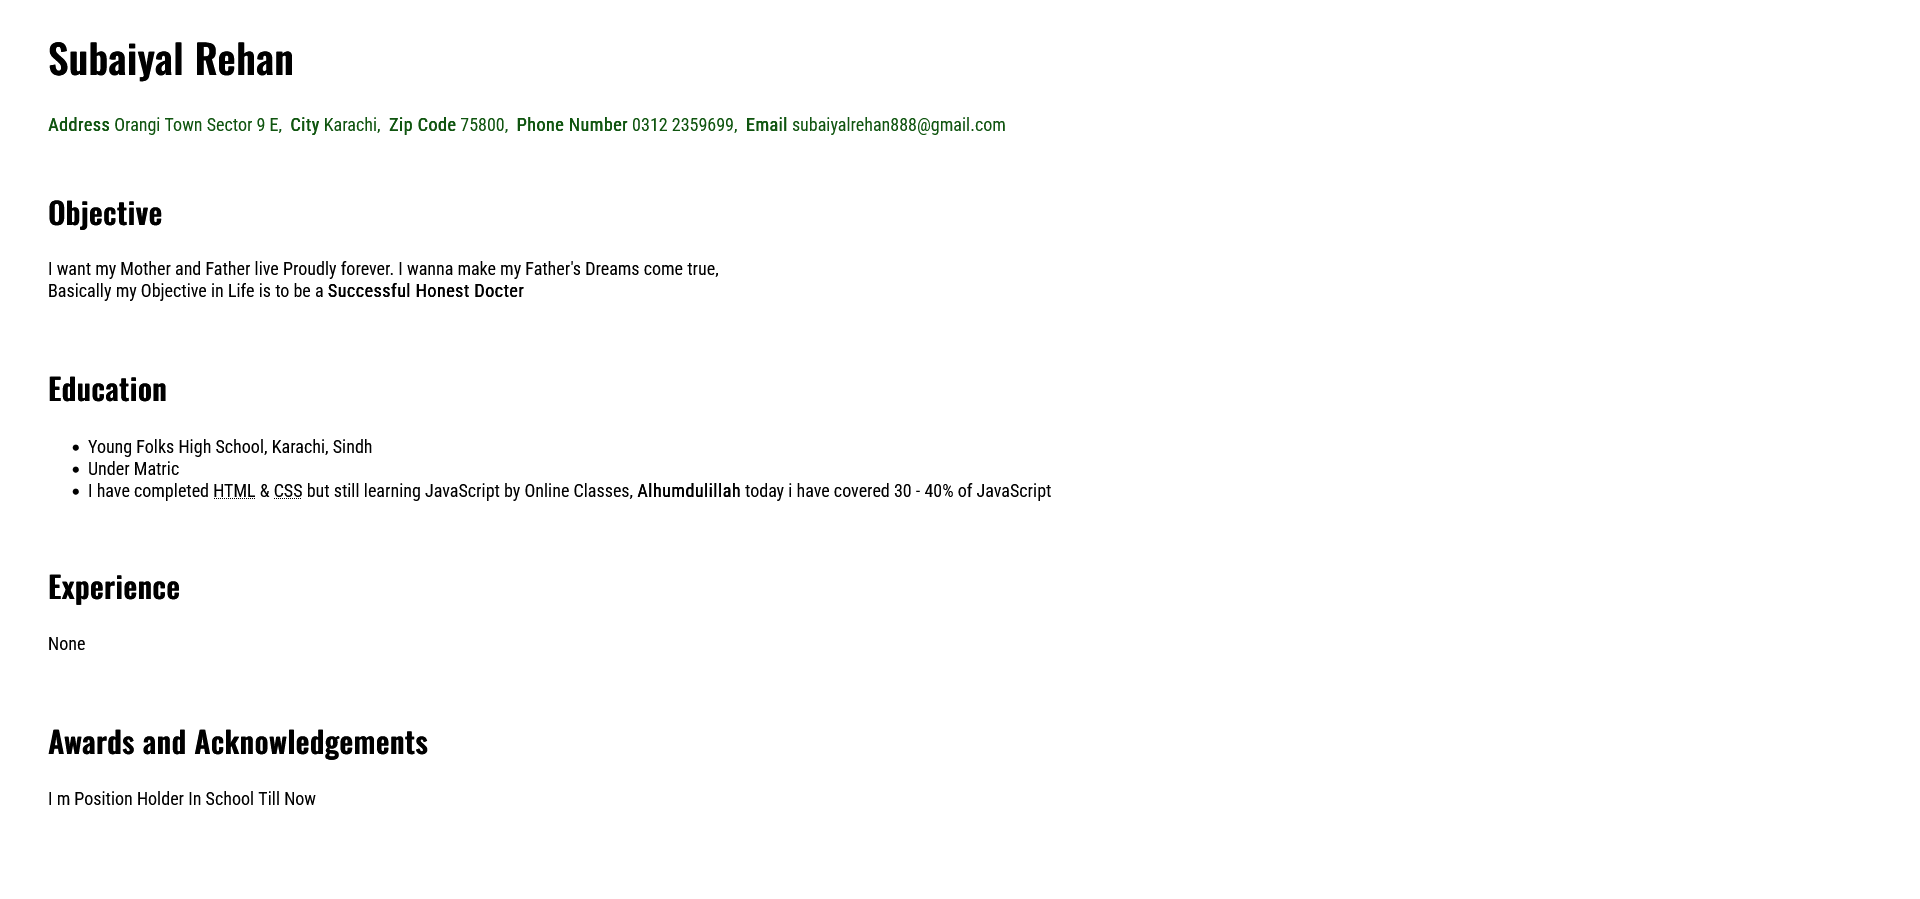 Subaiyal Rehan
Address Orangi Town Sector 9 E, City Karachi, Zip Code 75800, Phone Number 0312 2359699, Email subaiyalrehan888@gmail.com
Objective
I want my Mother and Father live Proudly forever. I wanna make my Father's Dreams come true,
Basically my Objective in Life is to be a Successful Honest Docter
Education
• Young Folks High School, Karachi, Sindh
• Under Matric
• I have completed HTML & CSS but still learning JavaScript by Online Classes, Alhumdulillah today i have covered 30 - 40% of JavaScript
Experience
None
Awards and Acknowledgements
I m Position Holder In School Till Now